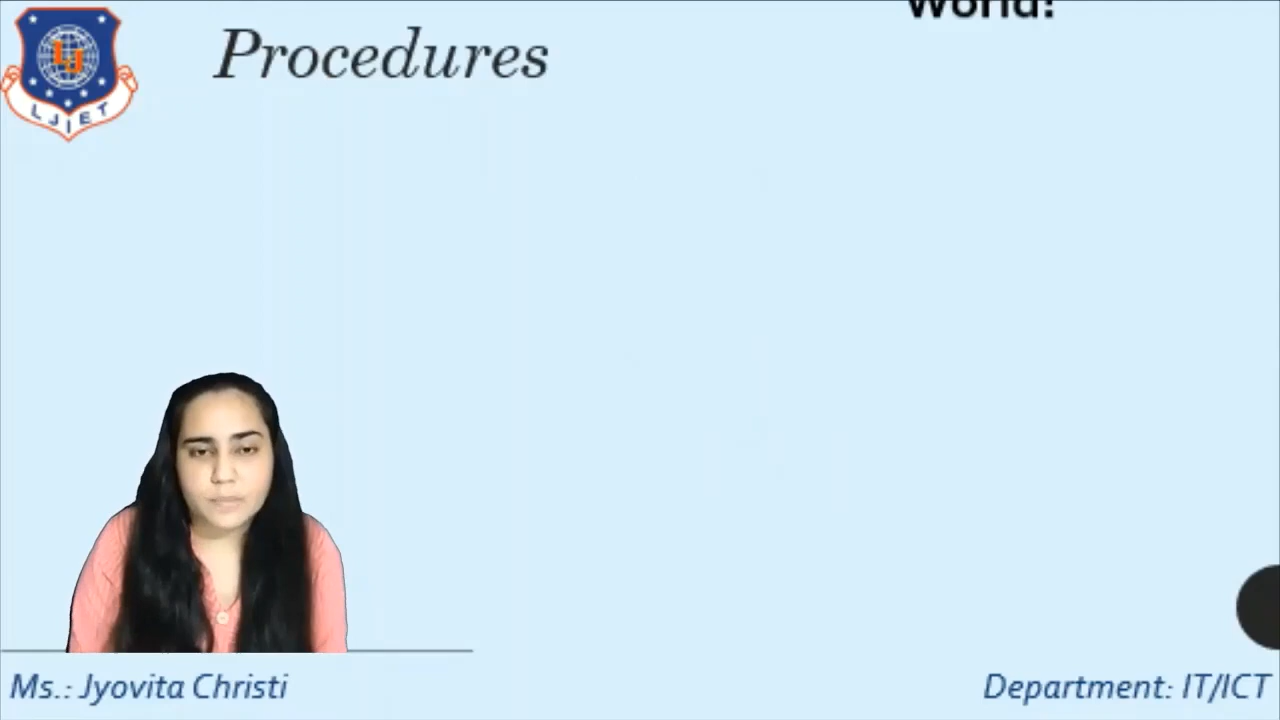 World!
Procedures
LJIET
Ms.: Jyovita Christi
Department: IT/ICT